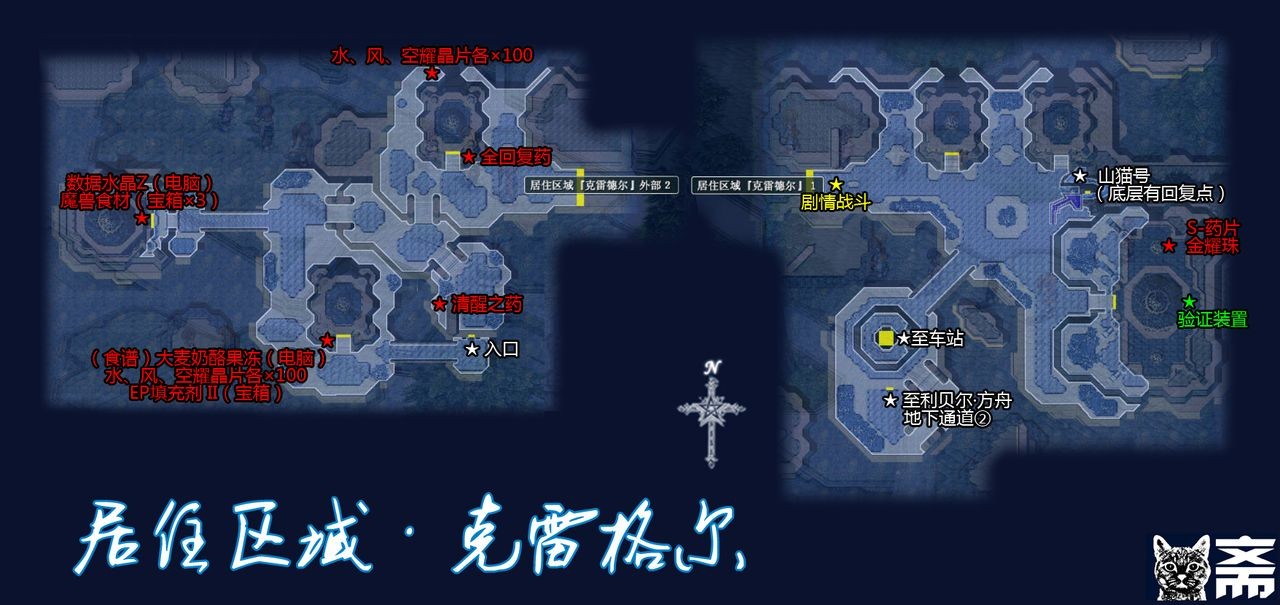 水、风、空耀晶片各×100
全回复药
数据水晶Z（电脑）
魔兽食材（宝箱×3）
居住区域『克雷德尔』外部 2
居住区域『克雷德尔』 1
剧情战斗
山猫号
（底层有回复点）
S-药片
金耀珠
清醒之药
验证装置
入口
至车站
（食谱）大麦奶酪果冻（电脑）
水、风、空耀晶片各×100
EP填充剂Ⅱ（宝箱）
N
至利贝尔·方舟
地下通道②
居住区域·克雷格尔
斋